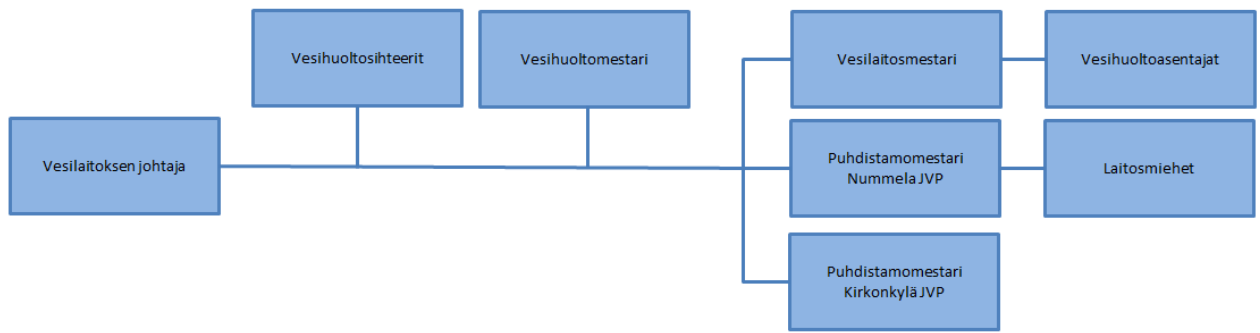 Vesihuoltosihteerit
Vesihuoltomestari
Vesilaitosmestari
Vesihuoltoasentajat
Vesilaitoksen johtaja
Puhdistamomestari
Nummela JVP
Laitosmiehet
Puhdistamomestari
Kirkonkylä JVP